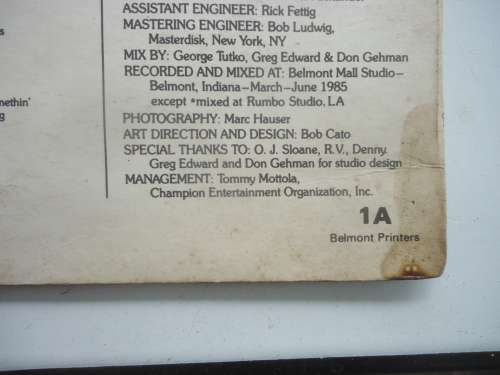 ASSISTANT ENGINEER: Rick Fettig
MASTERING ENGINEER: Bob Ludwig,
Masterdisk, New York, NY
MIX BY: George Tutko, Greg Edward & Don Gehman
RECORDED AND MIXED AT: Belmont Mall Studio–
Belmont, Indiana–March–June 1985
except *mixed at Rumbo Studio, LA
PHOTOGRAPHY: Marc Hauser
ART DIRECTION AND DESIGN: Bob Cato
SPECIAL THANKS TO: O. J. Sloane, R.V., Denny,
Greg Edward and Don Gehman for studio design
MANAGEMENT: Tommy Mottola,
Champion Entertainment Organization, Inc.
1A
Belmont Printers